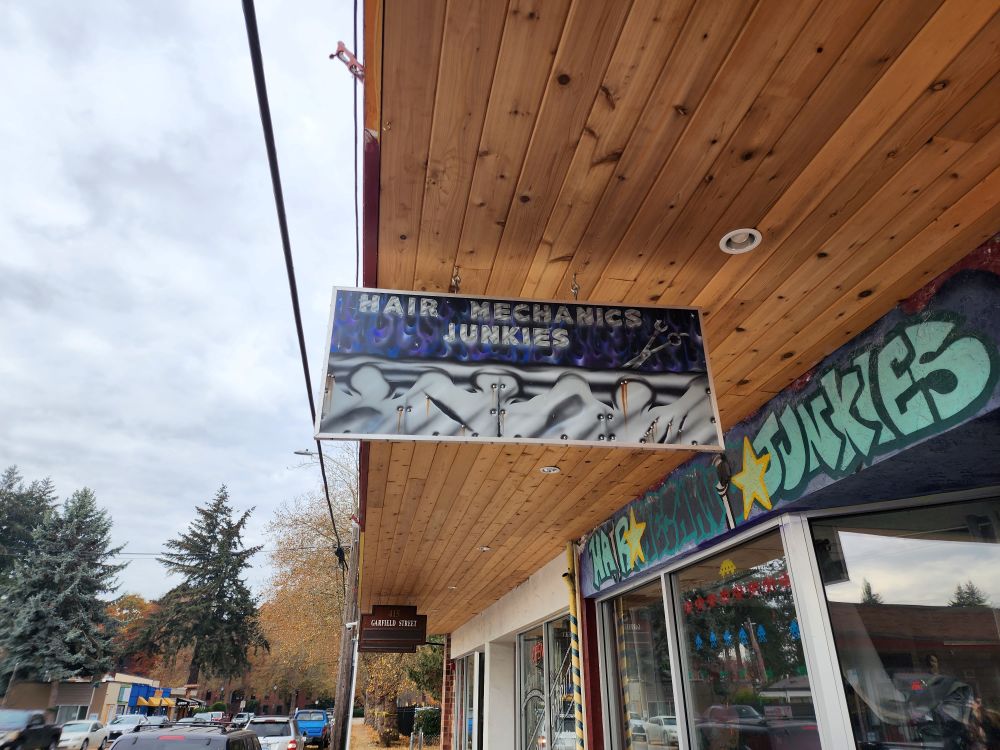 HAIR MECHANICS
JUNKIES
HAIR
JUNKIES
GARFIELD STREET